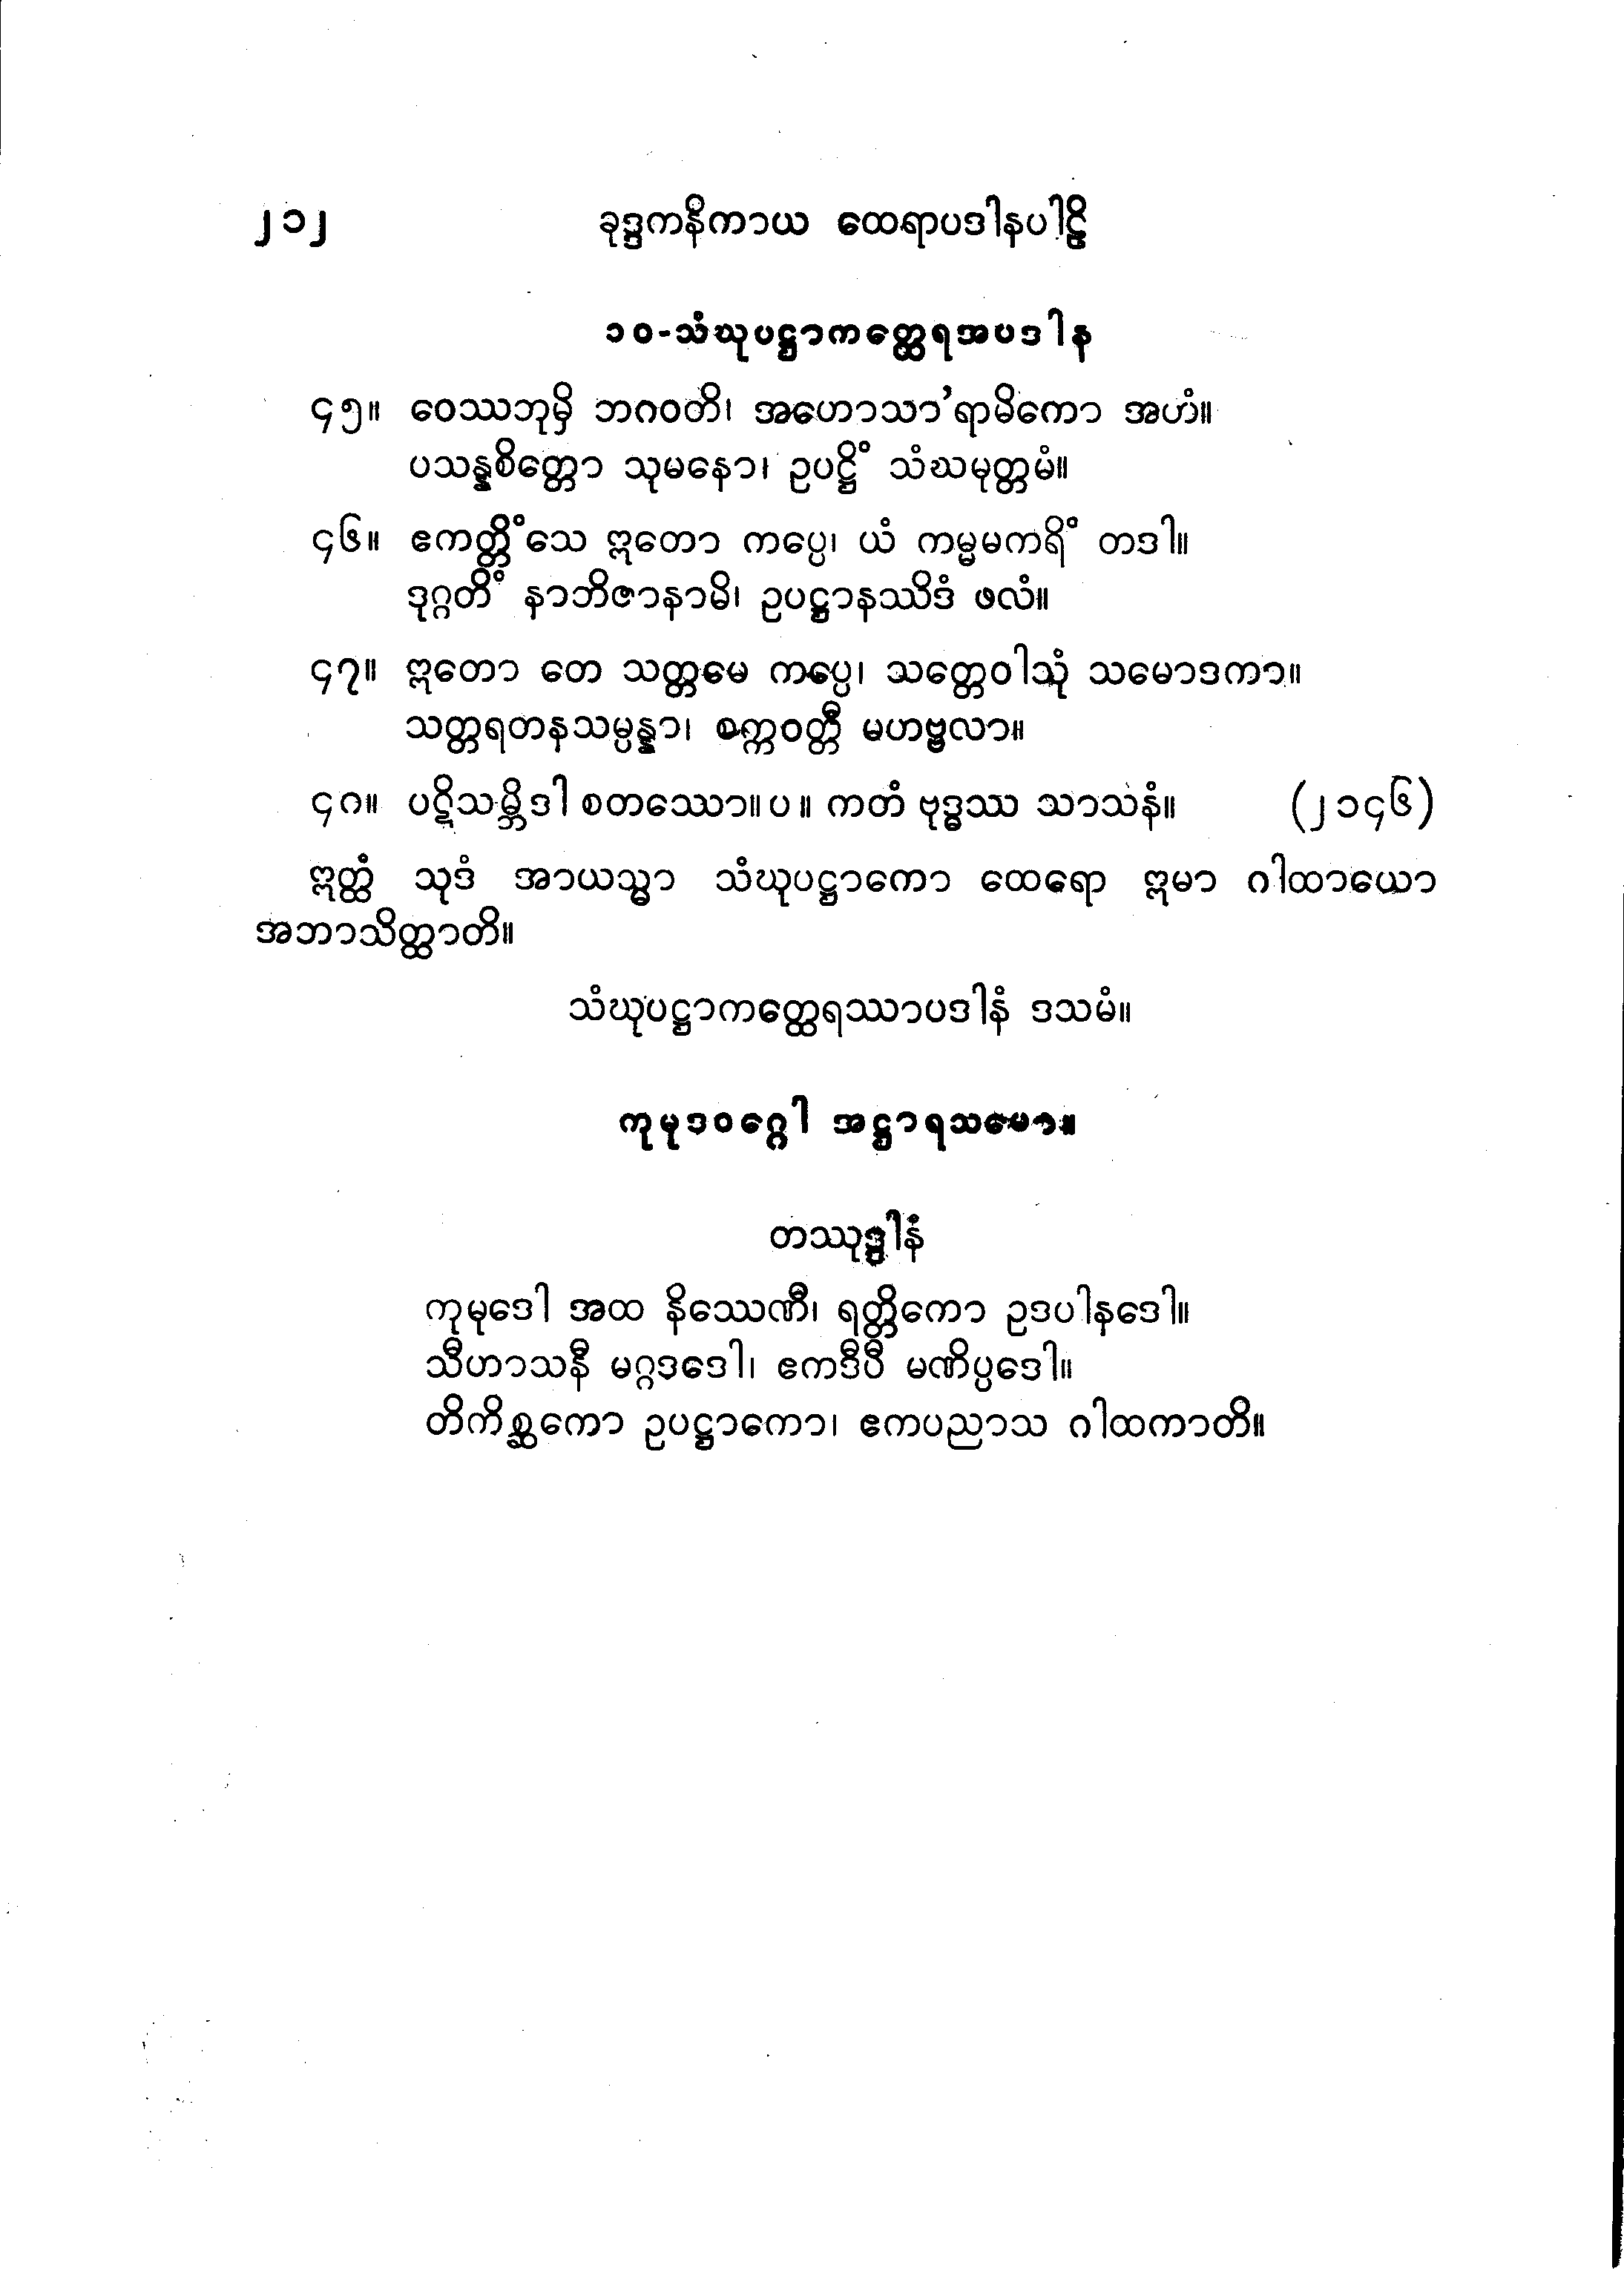 ၂၁၂ ခုဒ္ဒကနိကာယ ထေရာပဒါနပါဠိ
၁၀-သံဃုပဋ္ဌာကတ္ထေရအပဒါန
၄၅။ ဝေဿဘုမှိ ဘဂဝတိ၊ အဟောသာ’ရာမိကော အဟံ။
ပသန္နစိတ္တော သုမနော၊ ဥပဋ္ဌိံ သံဃမုတ္တမံ။
၄၆။ ဧကတ္တိံသေ ဣတော ကပ္ပေ၊ ယံ ကမ္မမကရိံ တဒါ။
ဒုဂ္ဂတိံ နာဘိဇာနာမိ၊ ဥပဋ္ဌာနဿိဒံ ဖလံ။
၄၇။ ဣတော တေ သတ္တမေ ကပ္ပေ၊ သတ္တေဝါသုံ သမောဒကာ။
သတ္တရတနသမ္ပန္နာ၊ စက္ကဝတ္တီ မဟဗ္ဗလာ။
၄၈။ ပဋိသမ္ဘိဒါ စတဿော။ပ။ ကတံ ဗုဒ္ဓဿ သာသနံ။ (၂၁၄၆)
ဣတ္ထံ သုဒံ အာယသ္မာ သံဃုပဋ္ဌာကော ထေရော ဣမာ ဂါထာယော
အဘာသိတ္ထာတိ။
သံဃုပဋ္ဌာကတ္ထေရဿာပဒါနံ ဒသမံ။
ကုမုဒဝဂ္ဂေါ အဋ္ဌာရသမော။
တဿုဒ္ဒါနံ
ကုမုဒေါ အထ နိဿေဏီ၊ ရတ္တိကော ဥဒပါနဒေါ။
သီဟာသနီ မဂ္ဂဒဒေါ၊ ဧကဒီပီ မဏိပ္ပဒေါ။
တိကိစ္ဆကော ဥပဋ္ဌာကော၊ ဧကပညာသ ဂါထကာတိ။